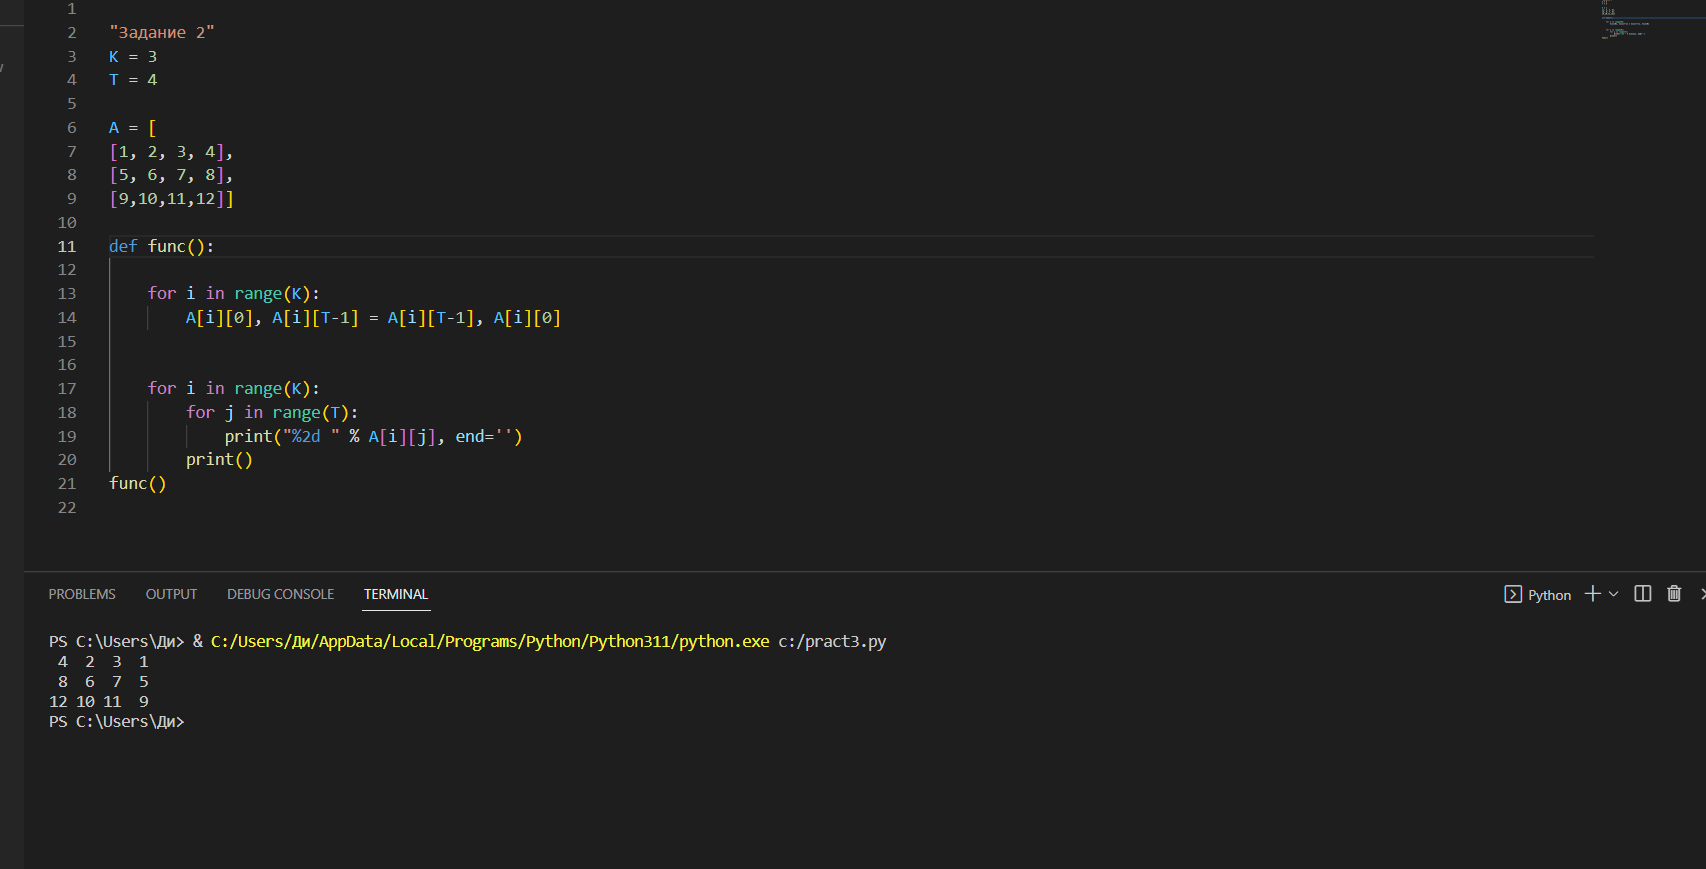 1
2 "Задание 2"
3 K = 3
4 T = 4
5
6 A = [
7 [1, 2, 3, 4],
8 [5, 6, 7, 8],
9 [9,10,11,12]]
10
11 def func():
12
13     for i in range(K):
14         A[i][0], A[i][T-1] = A[i][T-1], A[i][0]
15
16
17     for i in range(K):
18         for j in range(T):
19             print("%2d " % A[i][j], end='')
20         print()
21 func()
22
PROBLEMS OUTPUT DEBUG CONSOLE TERMINAL Python
PS C:\Users\Ди> & C:/Users/Ди/AppData/Local/Programs/Python/Python311/python.exe c:/pract3.py
 4  2  3  1
 8  6  7  5
12 10 11  9
PS C:\Users\Ди>